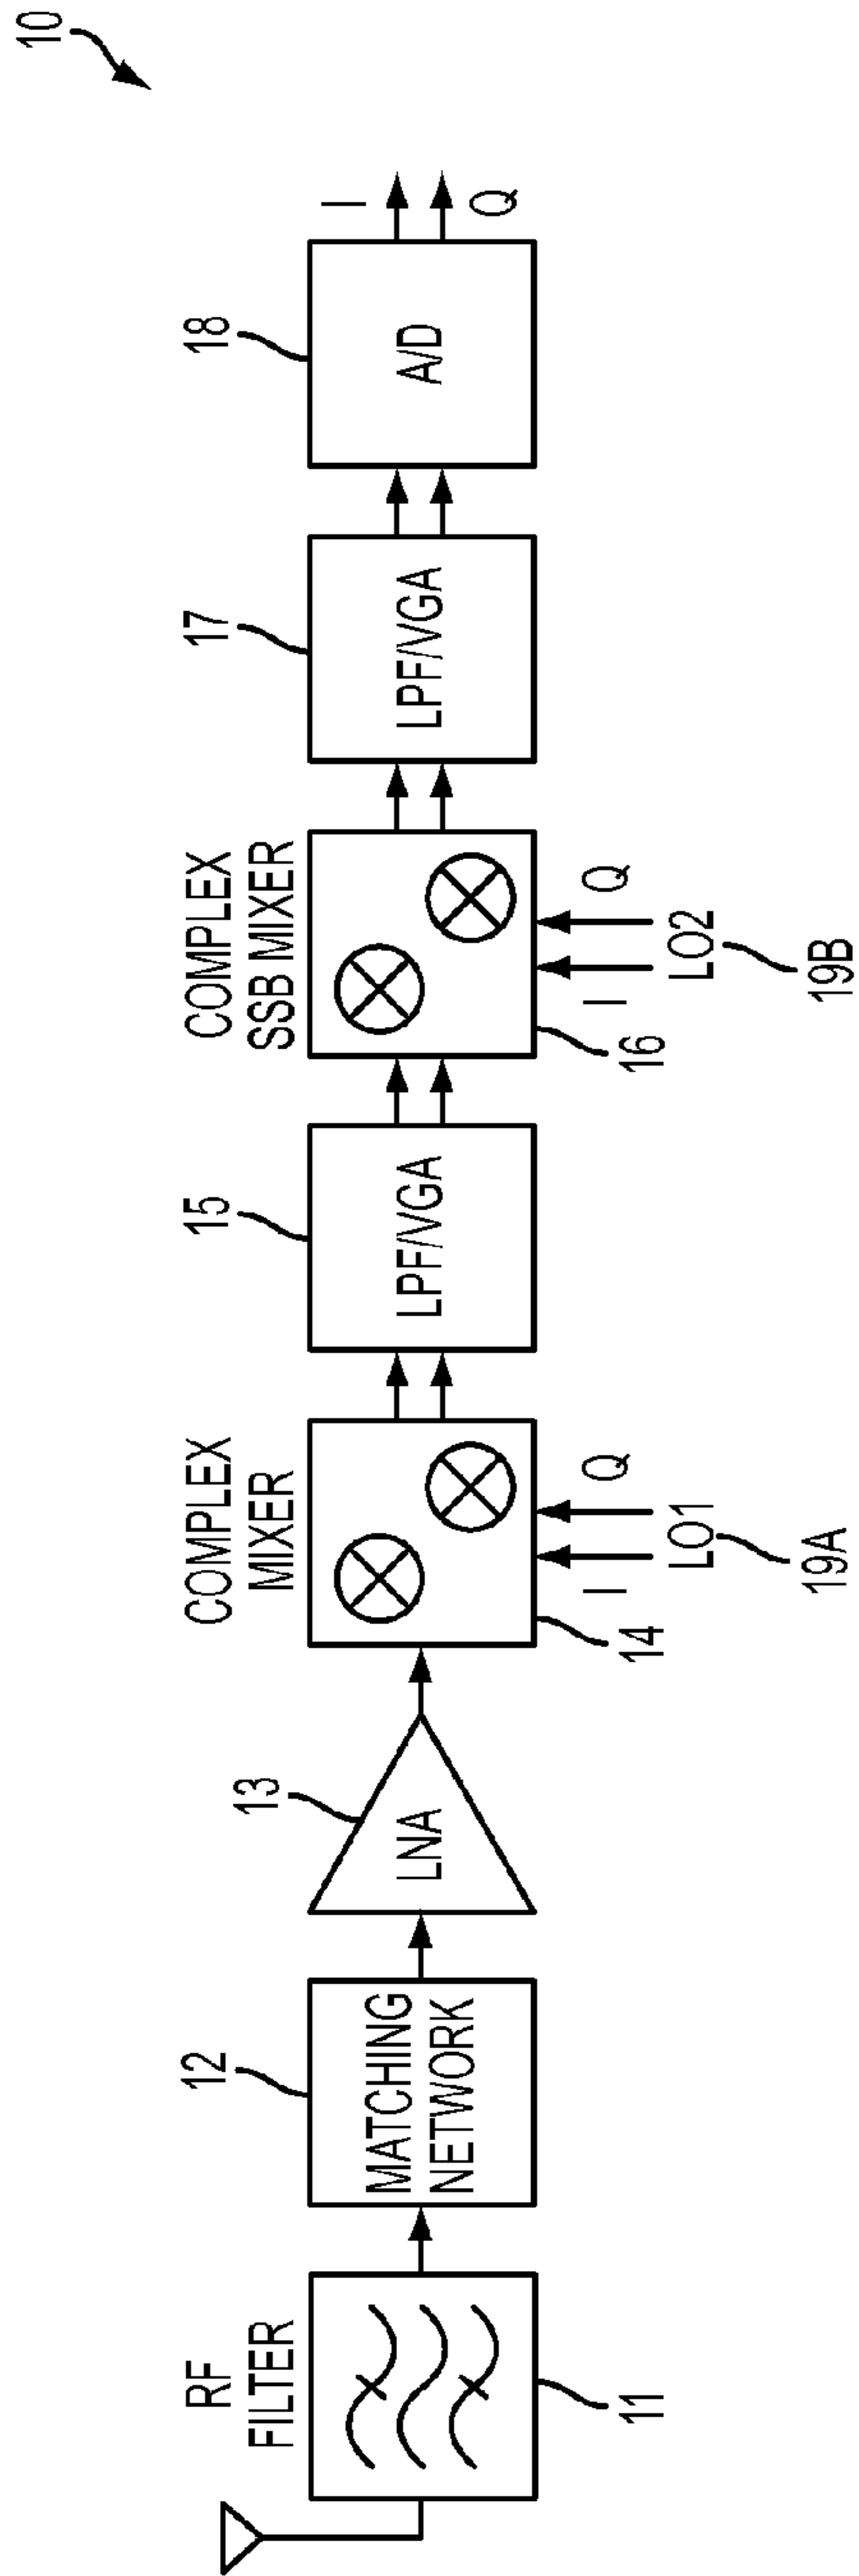 10
RF
FILTER
11
MATCHING
NETWORK
12
LNA
13
COMPLEX
MIXER
14
I
Q
LO1
19A
LPF/VGA
15
COMPLEX
SSB MIXER
16
I
Q
LO2
19B
LPF/VGA
17
A/D
18
I
Q